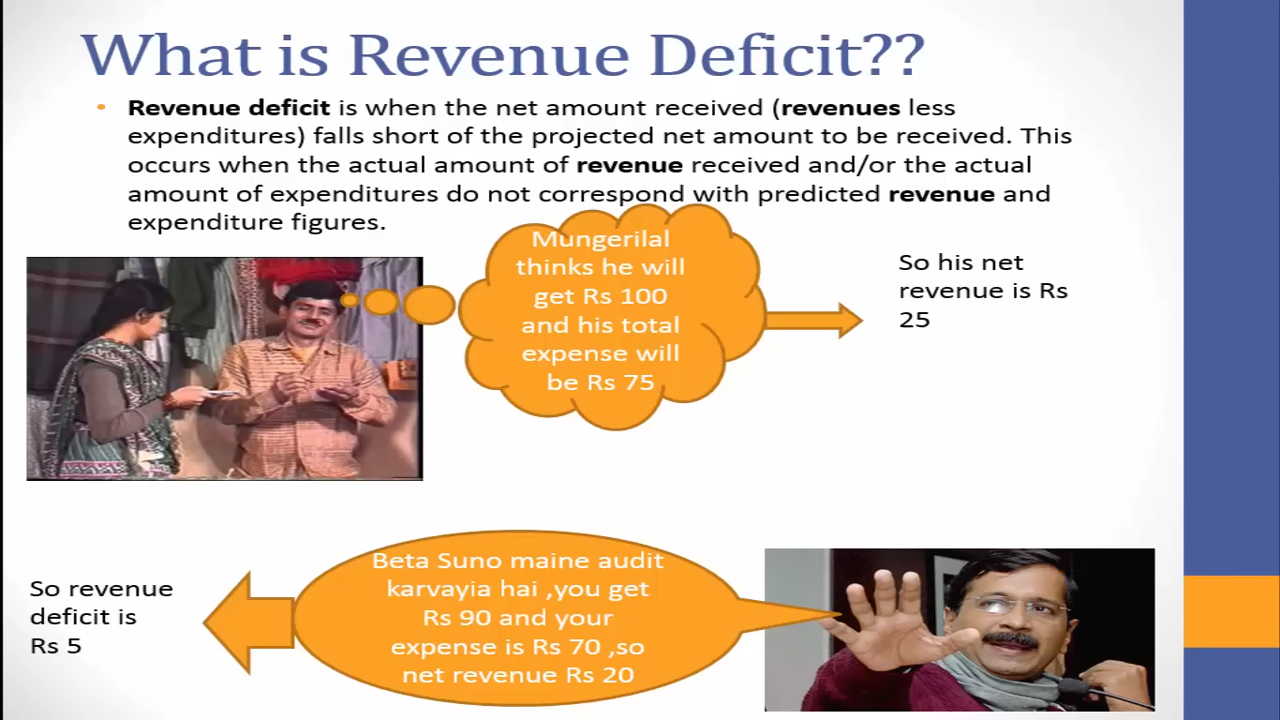 What is Revenue Deficit??
• Revenue deficit is when the net amount received (revenues less
expenditures) falls short of the projected net amount to be received. This
occurs when the actual amount of revenue received and/or the actual
amount of expenditures do not correspond with predicted revenue and
expenditure figures.
Mungerilal
thinks he will
get Rs 100
and his total
expense will
be Rs 75
So his net
revenue is Rs
25
Beta Suno maine audit
karvayia hai ,you get
Rs 90 and your
expense is Rs 70 ,so
net revenue Rs 20
So revenue
deficit is
Rs 5